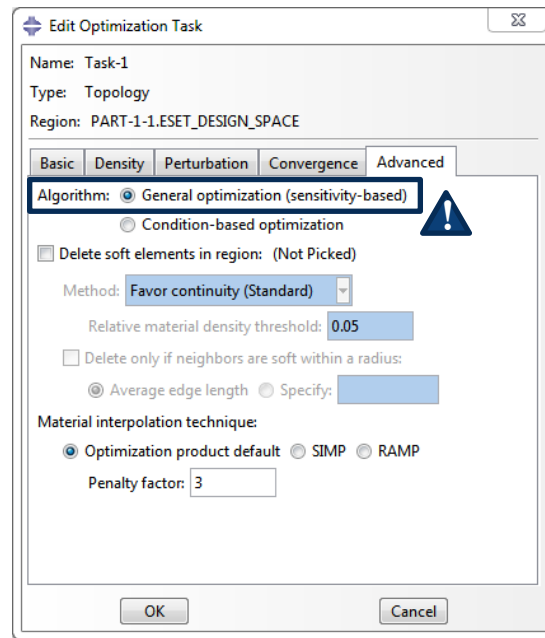 Edit Optimization Task
Name: Task-1
Type: Topology
Region: PART-1-1.ESET_DESIGN_SPACE
Basic Density Perturbation Convergence Advanced
Algorithm: General optimization (sensitivity-based)
Condition-based optimization
Delete soft elements in region: (Not Picked)
Method: Favor continuity (Standard)
Relative material density threshold: 0.05
Delete only if neighbors are soft within a radius:
Average edge length Specify:
Material interpolation technique:
Optimization product default SIMP RAMP
Penalty factor: 3
OK Cancel